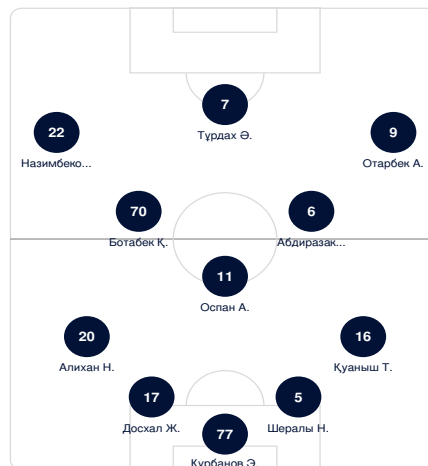 7
Тұрдах Ә.
22
Назимбеко...
9
Отарбек А.
70
Ботабек Қ.
6
Абдиразак...
11
Оспан А.
20
Алихан Н.
16
Қуаныш Т.
17
Досхал Ж.
5
Шералы Н.
77
Курбанов Э.